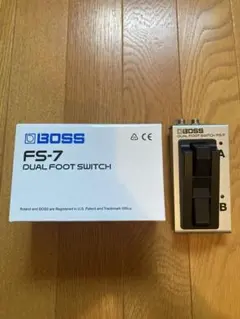 BOSS
FS-7
DUAL FOOT SWITCH
Roland and BOSS are Registered in U.S. Patent and Trademark Office.
BOSS
DUAL FOOT SWITCH FS-7
A
B